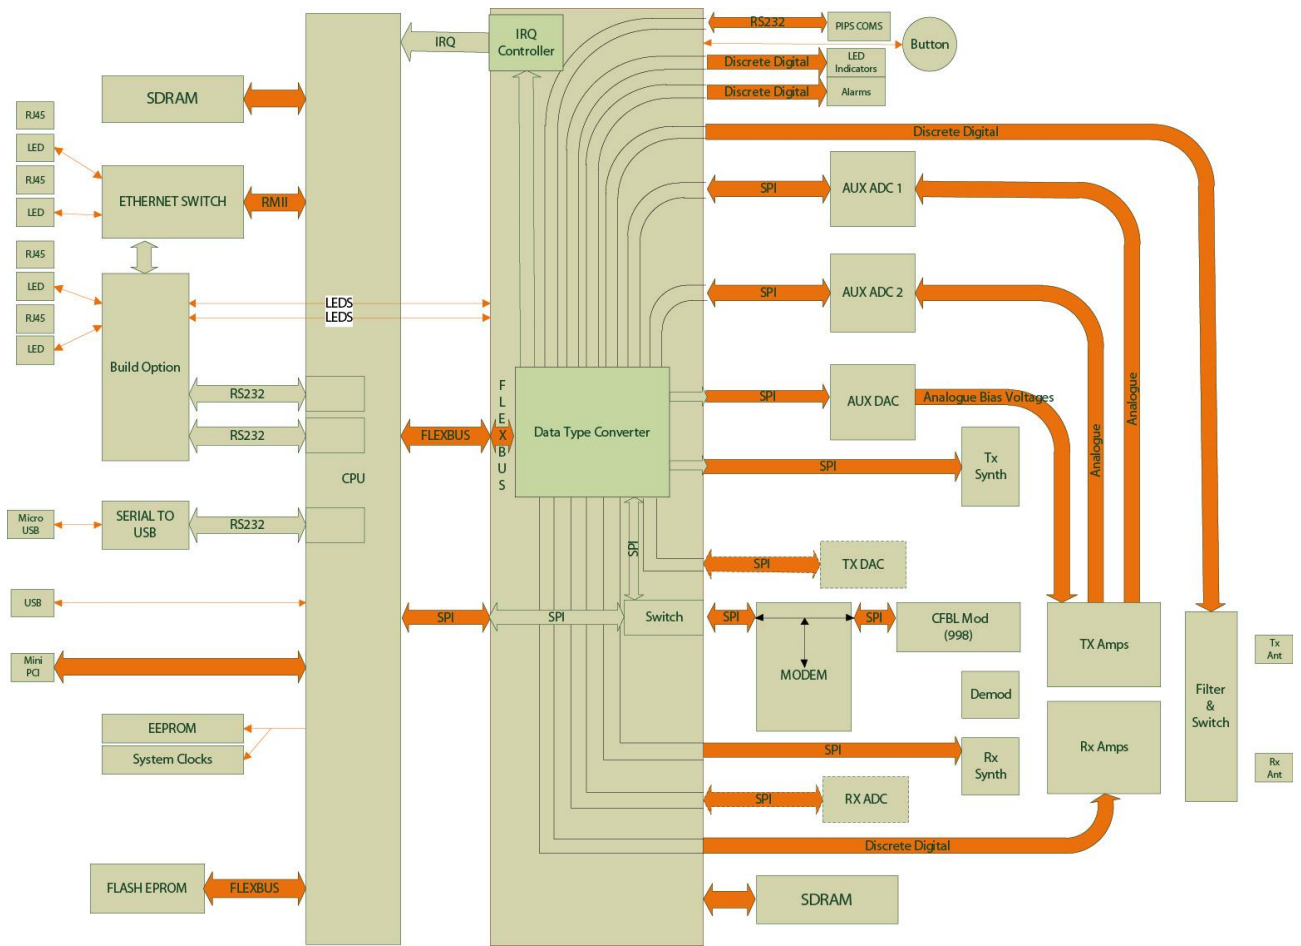 RS232
PIPS COMS
IRQ
IRQ
Controller
Button
Discrete Digital
LED
Indicators
SDRAM
Discrete Digital
Alarms
RJ45
LED
Discrete Digital
RJ45
ETHERNET SWITCH
RMII
SPI
AUX ADC 1
LED
RJ45
LED
SPI
AUX ADC 2
LEDS
LEDS
RJ45
LED
Build Option
RS232
FLEXBUS
SPI
AUX DAC
Analogue Bias Voltages
Analogue
Analogue
RS232
FLEXBUS
Data Type Converter
SPI
Tx
Synth
CPU
Micro
USB
SERIAL TO
USB
RS232
SPI
SPI
TX DAC
USB
SPI
SPI
Switch
SPI
SPI
CFBL Mod
(998)
TX Amps
MODEM
Mini
PCI
Tx
Ant
Demod
Filter
&
Switch
EEPROM
System Clocks
SPI
Rx
Synth
Rx Amps
Rx
Ant
SPI
RX ADC
Discrete Digital
FLASH EPROM
FLEXBUS
SDRAM